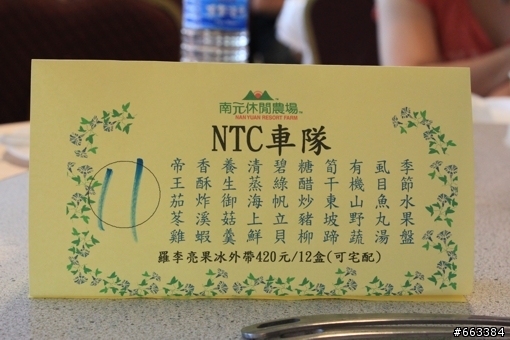 南元休閒農場
NAN YUAN RESORT FARM
NTC車隊
11
帝王茄苳雞
香酥炸溪蝦
養生御菇羹
清蒸海上鮮
碧綠帆立貝
糖醋炒豬柳
筍干東坡蹄
有機山野蔬
虱目魚丸湯
季節水果盤
羅李亮果冰外帶420元/12盒(可宅配)
#663384